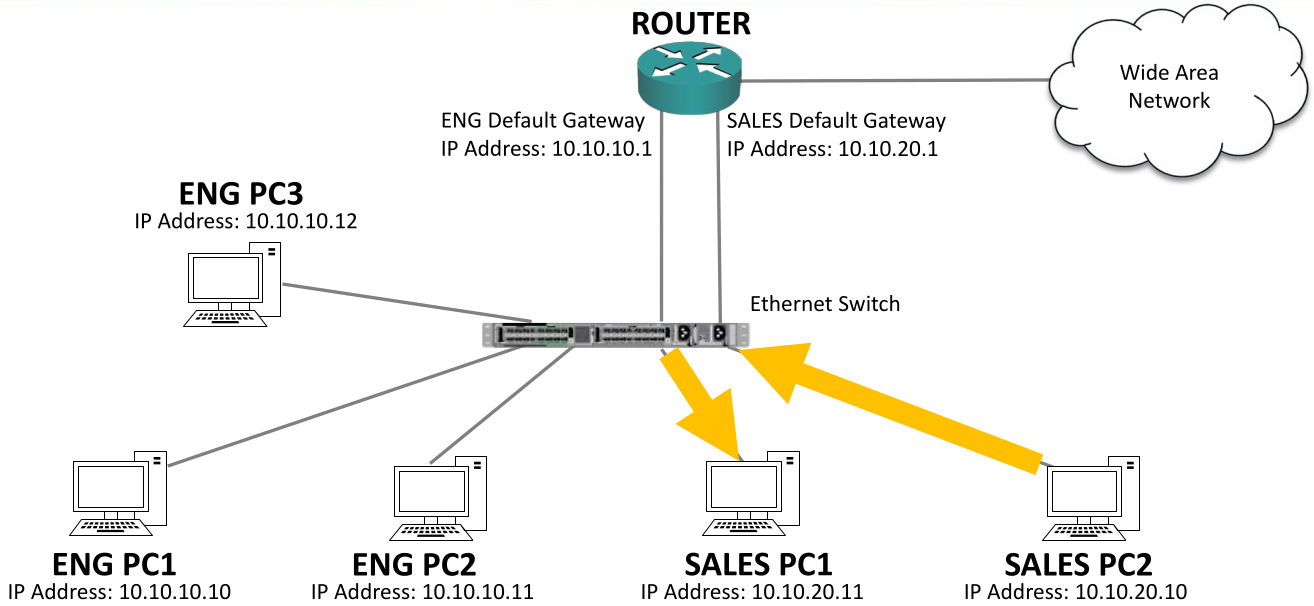 ROUTER
Wide Area
Network
ENG Default Gateway
IP Address: 10.10.10.1
SALES Default Gateway
IP Address: 10.10.20.1
ENG PC3
IP Address: 10.10.10.12
Ethernet Switch
ENG PC1
IP Address: 10.10.10.10
ENG PC2
IP Address: 10.10.10.11
SALES PC1
IP Address: 10.10.20.11
SALES PC2
IP Address: 10.10.20.10